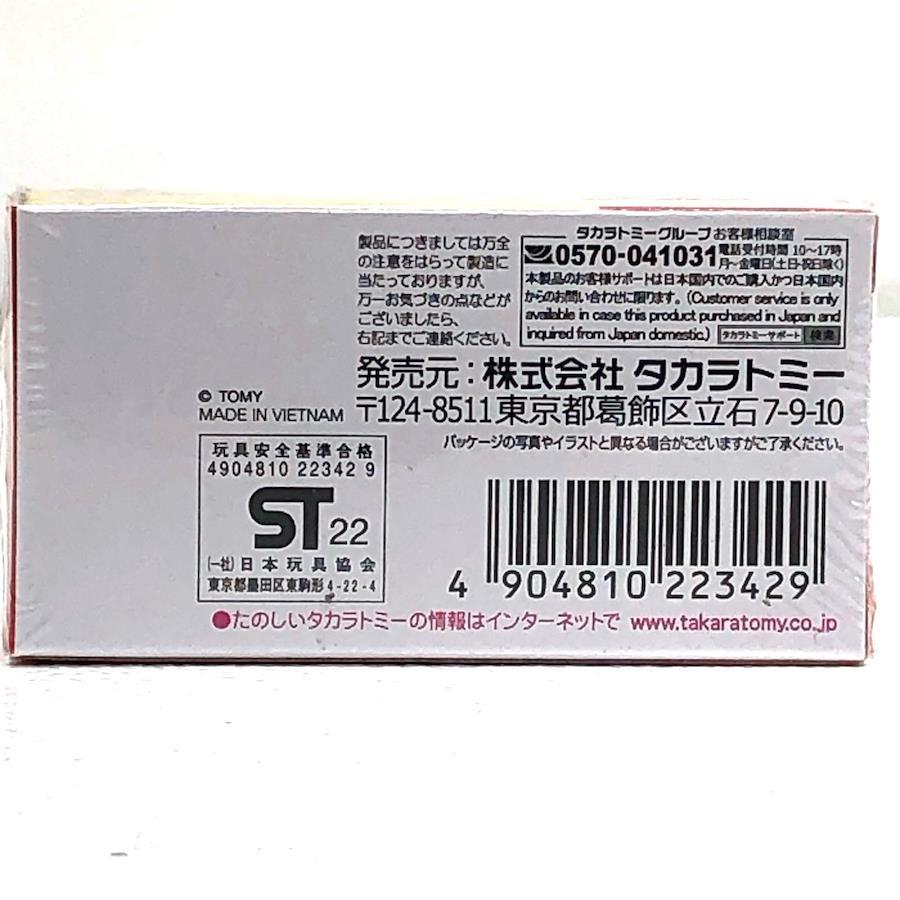 製品につきましては万全
の注意をはらって製造に
当たっておりますが、
万一お気づきの点などが
ございましたら、
右記までご連絡ください。
タカラトミーグループお客様相談室
0570-041031
電話受付時間 10〜17時
月〜金曜日(土日・祝日除く)
本製品のお客様サポートは日本国内でのご購入かつ日本国内
からのお問い合わせに限ります。(Customer service is only
available in case this product purchased in Japan and
inquired from Japan domestic.)
タカラトミーサポート 検索
発売元:株式会社 タカラトミー
〒124-8511 東京都葛飾区立石7-9-10
パッケージの写真やイラストと異なる場合がございますがご了承ください。
© TOMY
MADE IN VIETNAM
玩具安全基準合格
4904810 22342 9
ST 22
(一社)日本玩具協会
東京都墨田区東駒形4-22-4
4 904810 223429
●たのしいタカラトミーの情報はインターネットで www.takaratomy.co.jp